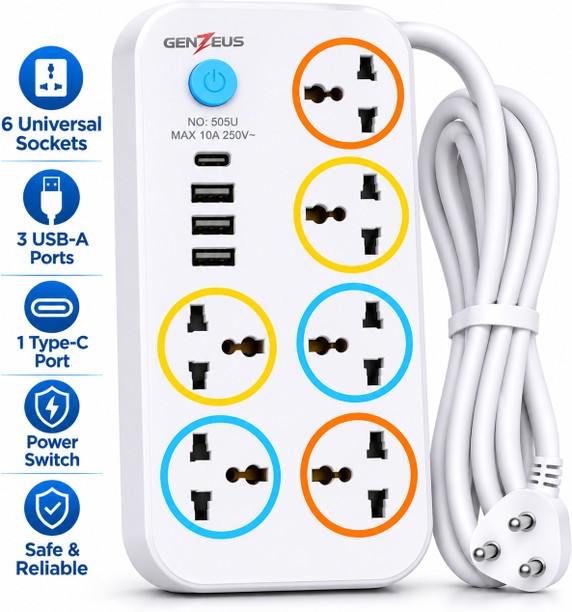 GENZEUS
NO: 505U
MAX 10A 250V~
6 Universal
Sockets
3 USB-A
Ports
1 Type-C
Port
Power
Switch
Safe &
Reliable